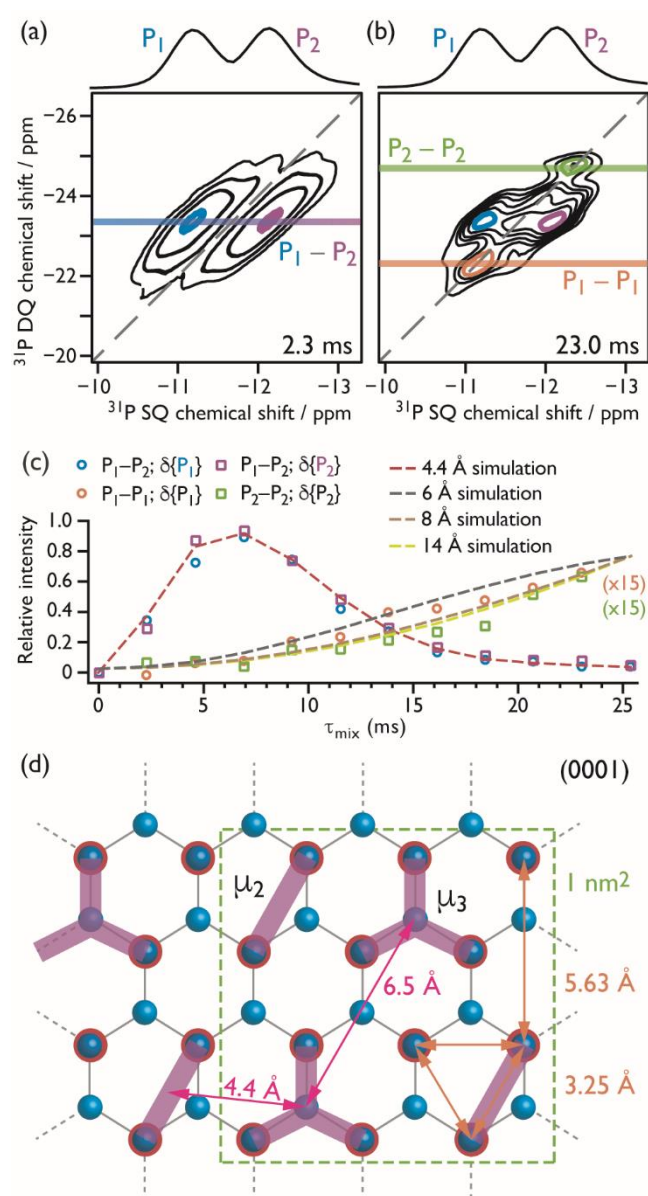 (a) P₁ P₂
(b) P₁ P₂
³¹P DQ chemical shift / ppm
−26
−24
−22
−20
P₁ − P₂
2.3 ms
−10 −11 −12 −13
³¹P SQ chemical shift / ppm
P₂ − P₂
P₁ − P₁
23.0 ms
−10 −11 −12 −13
³¹P SQ chemical shift / ppm
(c)
P₁−P₂; δ{P₁}
P₁−P₂; δ{P₂}
P₁−P₁; δ{P₁}
P₂−P₂; δ{P₂}
4.4 Å simulation
6 Å simulation
8 Å simulation
14 Å simulation
Relative intensity
1.0
0.8
0.6
0.4
0.2
0
(x15)
(x15)
0 5 10 15 20 25
τmix (ms)
(d)
(0001)
μ₂
μ₃
1 nm²
6.5 Å
5.63 Å
4.4 Å
3.25 Å